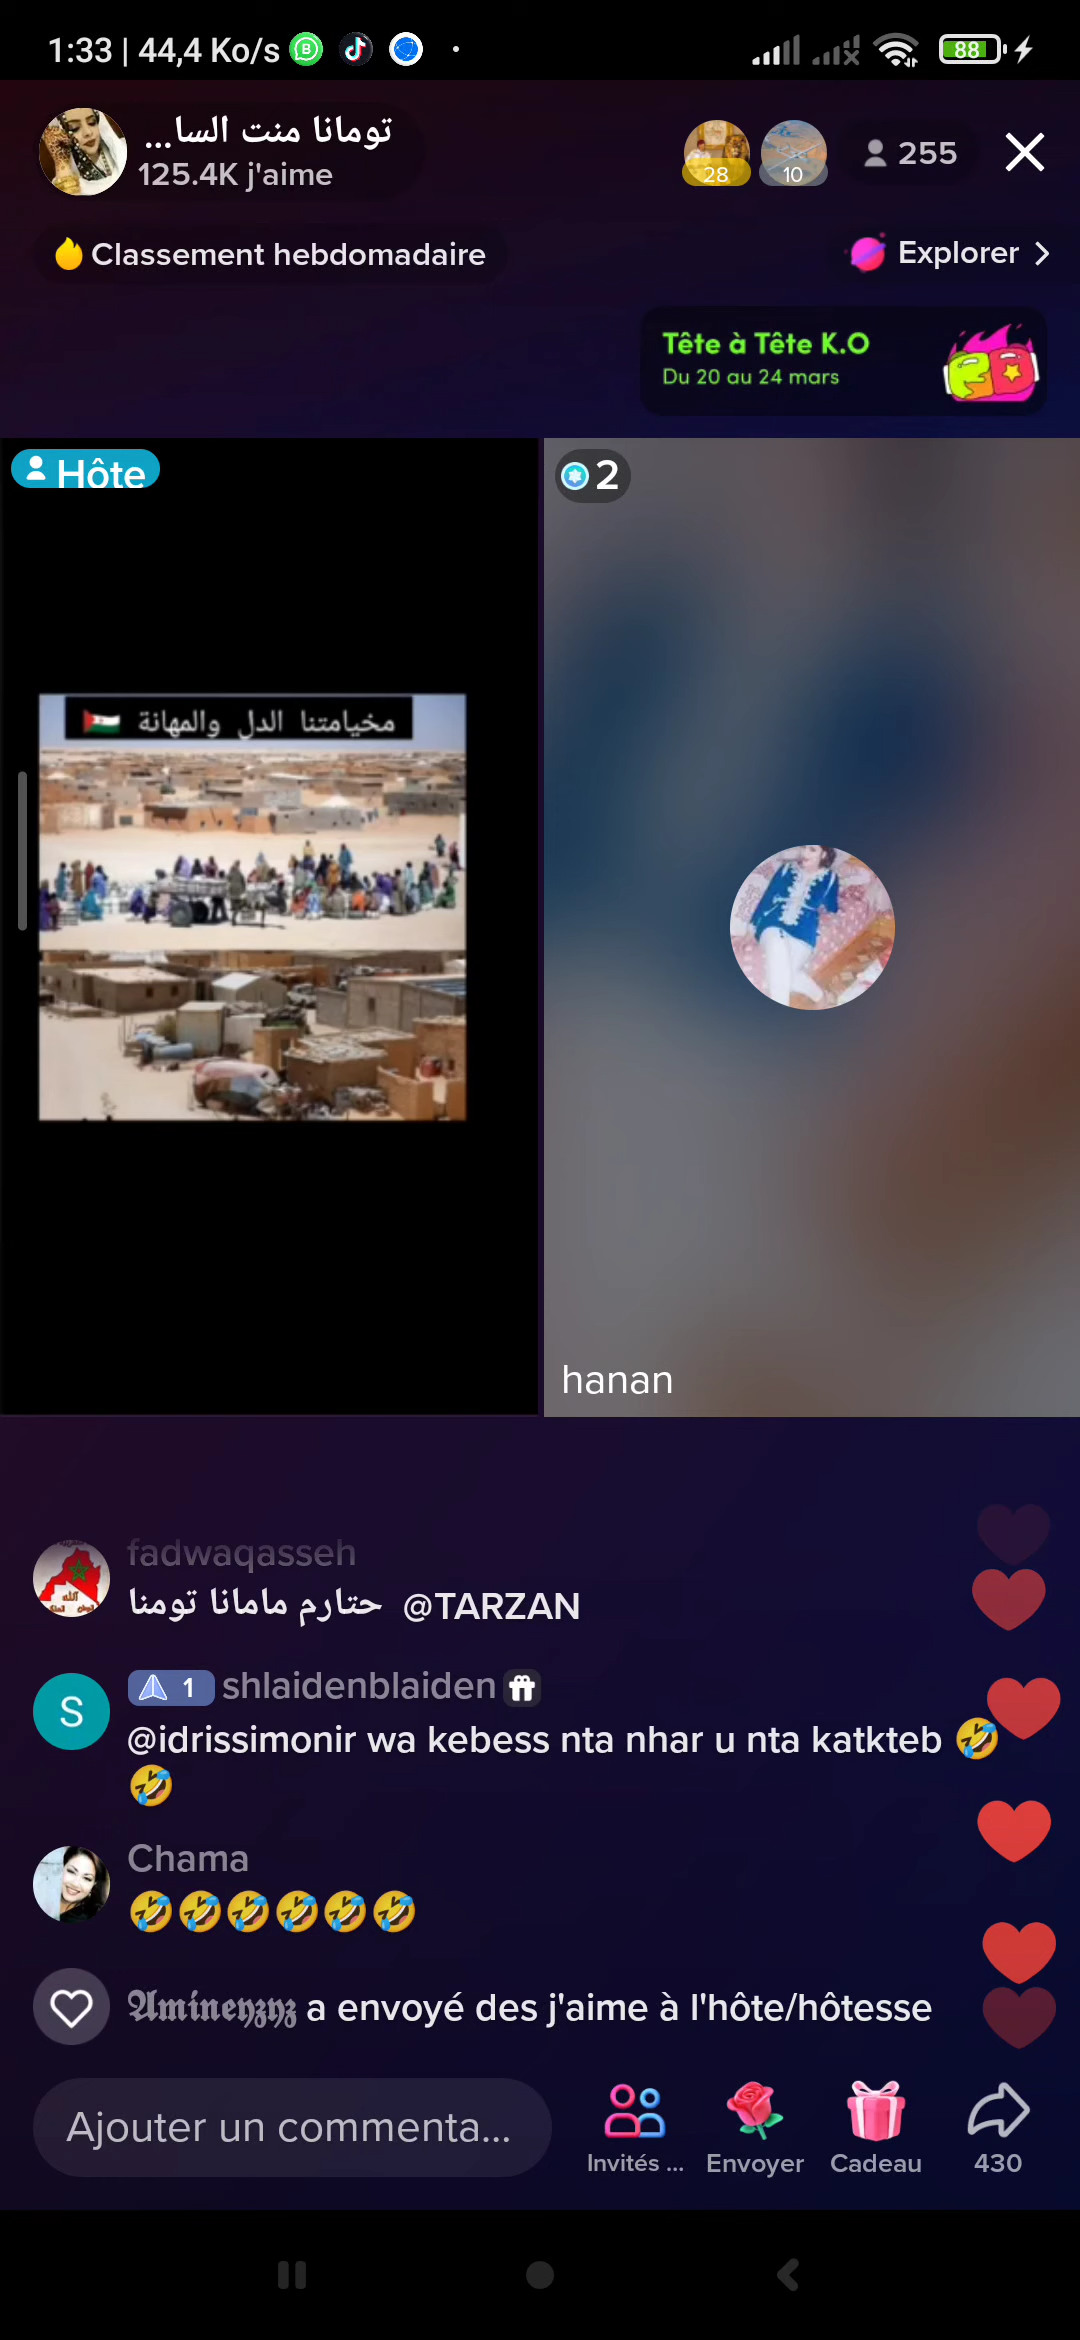 1:33 | 44,4 Ko/s
88
تومانا منت السا...
125.4K j'aime
28
10
255
Classement hebdomadaire
Explorer
Tête à Tête K.O
Du 20 au 24 mars
Hôte
2
مخيامتنا الدل والمهانة
hanan
fadwaqasseh
حتارم مامانا تومنا @TARZAN
S
1 shlaidenblaiden
@idrissimonir wa kebess nta nhar u nta katkteb 🤣
🤣
Chama
🤣🤣🤣🤣🤣🤣
𝕬𝖒𝖎𝖓𝖊𝖞𝖟𝖞𝖟 a envoyé des j'aime à l'hôte/hôtesse
Ajouter un commenta...
Invités ...
Envoyer
Cadeau
430